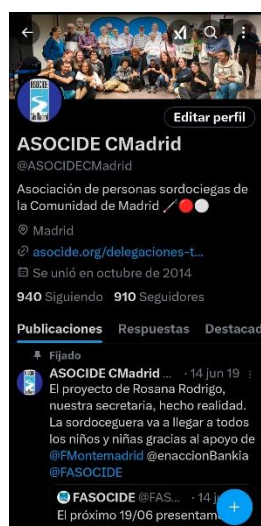 Editar perfil
ASOCIDE CMadrid
@ASOCIDECMadrid
Asociación de personas sordociegas de
la Comunidad de Madrid
Madrid
asocide.org/delegaciones-t...
Se unió en octubre de 2014
940 Siguiendo 910 Seguidores
Publicaciones Respuestas Destacad
Fijado
ASOCIDE CMadrid ... · 14 jun 19
El proyecto de Rosana Rodrigo,
nuestra secretaria, hecho realidad.
La sordoceguera va a llegar a todos
los niños y niñas gracias al apoyo de
@FMontemadrid @enaccionBankia
@FASOCIDE
FASOCIDE @FAS... · 14 j
El próximo 19/06 presentam